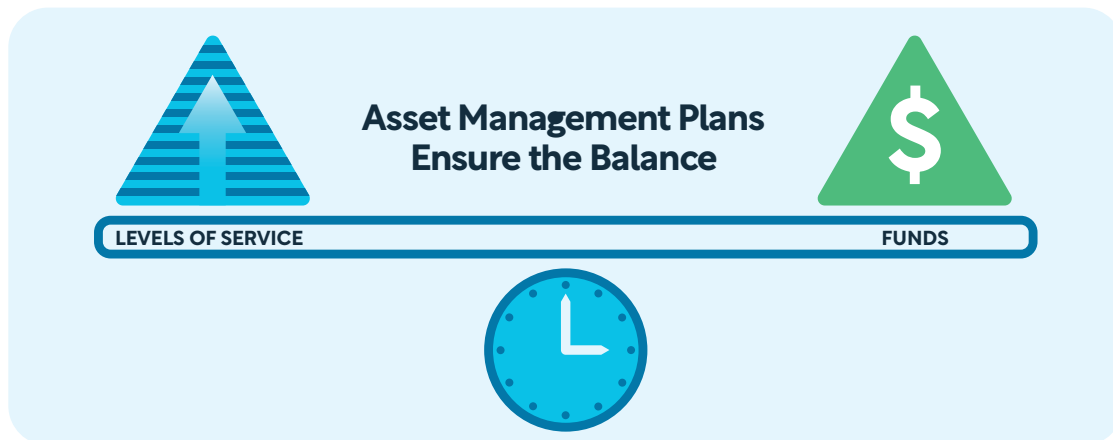 Asset Management Plans
Ensure the Balance
$
LEVELS OF SERVICE
FUNDS